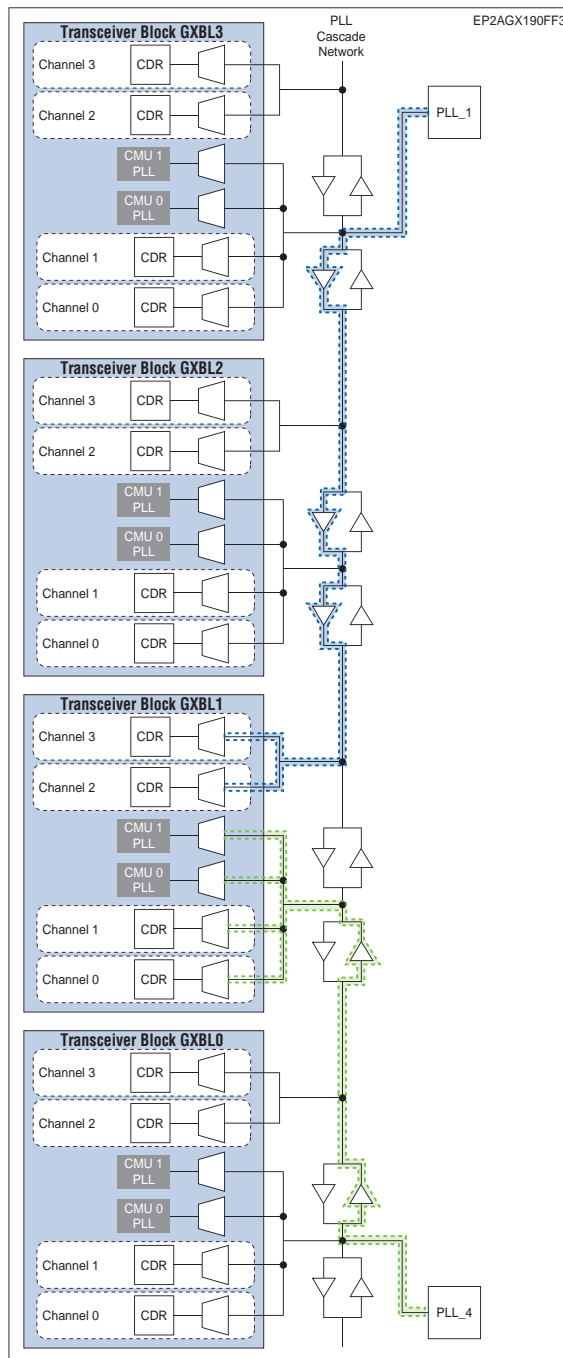 Transceiver Block GXBL3
PLL
Cascade
Network
EP2AGX190FF3
Channel 3
CDR
Channel 2
CDR
PLL_1
CMU 1
PLL
CMU 0
PLL
Channel 1
CDR
Channel 0
CDR
Transceiver Block GXBL2
Channel 3
CDR
Channel 2
CDR
CMU 1
PLL
CMU 0
PLL
Channel 1
CDR
Channel 0
CDR
Transceiver Block GXBL1
Channel 3
CDR
Channel 2
CDR
CMU 1
PLL
CMU 0
PLL
Channel 1
CDR
Channel 0
CDR
Transceiver Block GXBL0
Channel 3
CDR
Channel 2
CDR
CMU 1
PLL
CMU 0
PLL
Channel 1
CDR
Channel 0
CDR
PLL_4